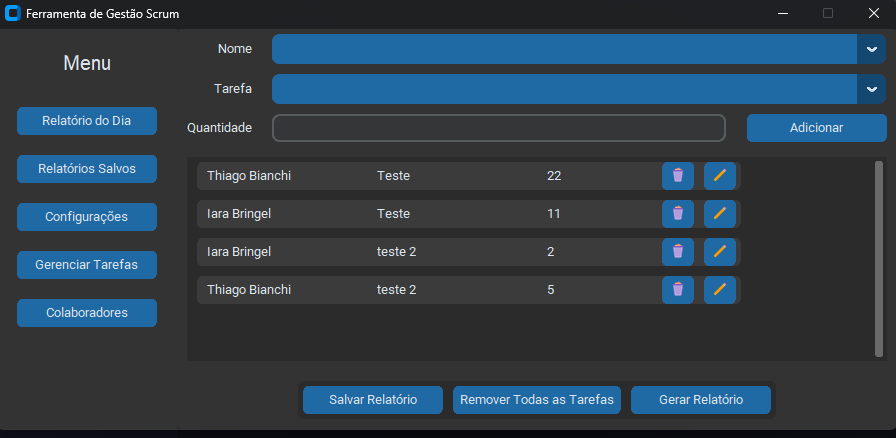 Ferramenta de Gestão Scrum
Menu
Relatório do Dia
Relatórios Salvos
Configurações
Gerenciar Tarefas
Colaboradores
Nome
Tarefa
Quantidade
Adicionar
Thiago Bianchi Teste 22
Iara Bringel Teste 11
Iara Bringel teste 2 2
Thiago Bianchi teste 2 5
Salvar Relatório Remover Todas as Tarefas Gerar Relatório